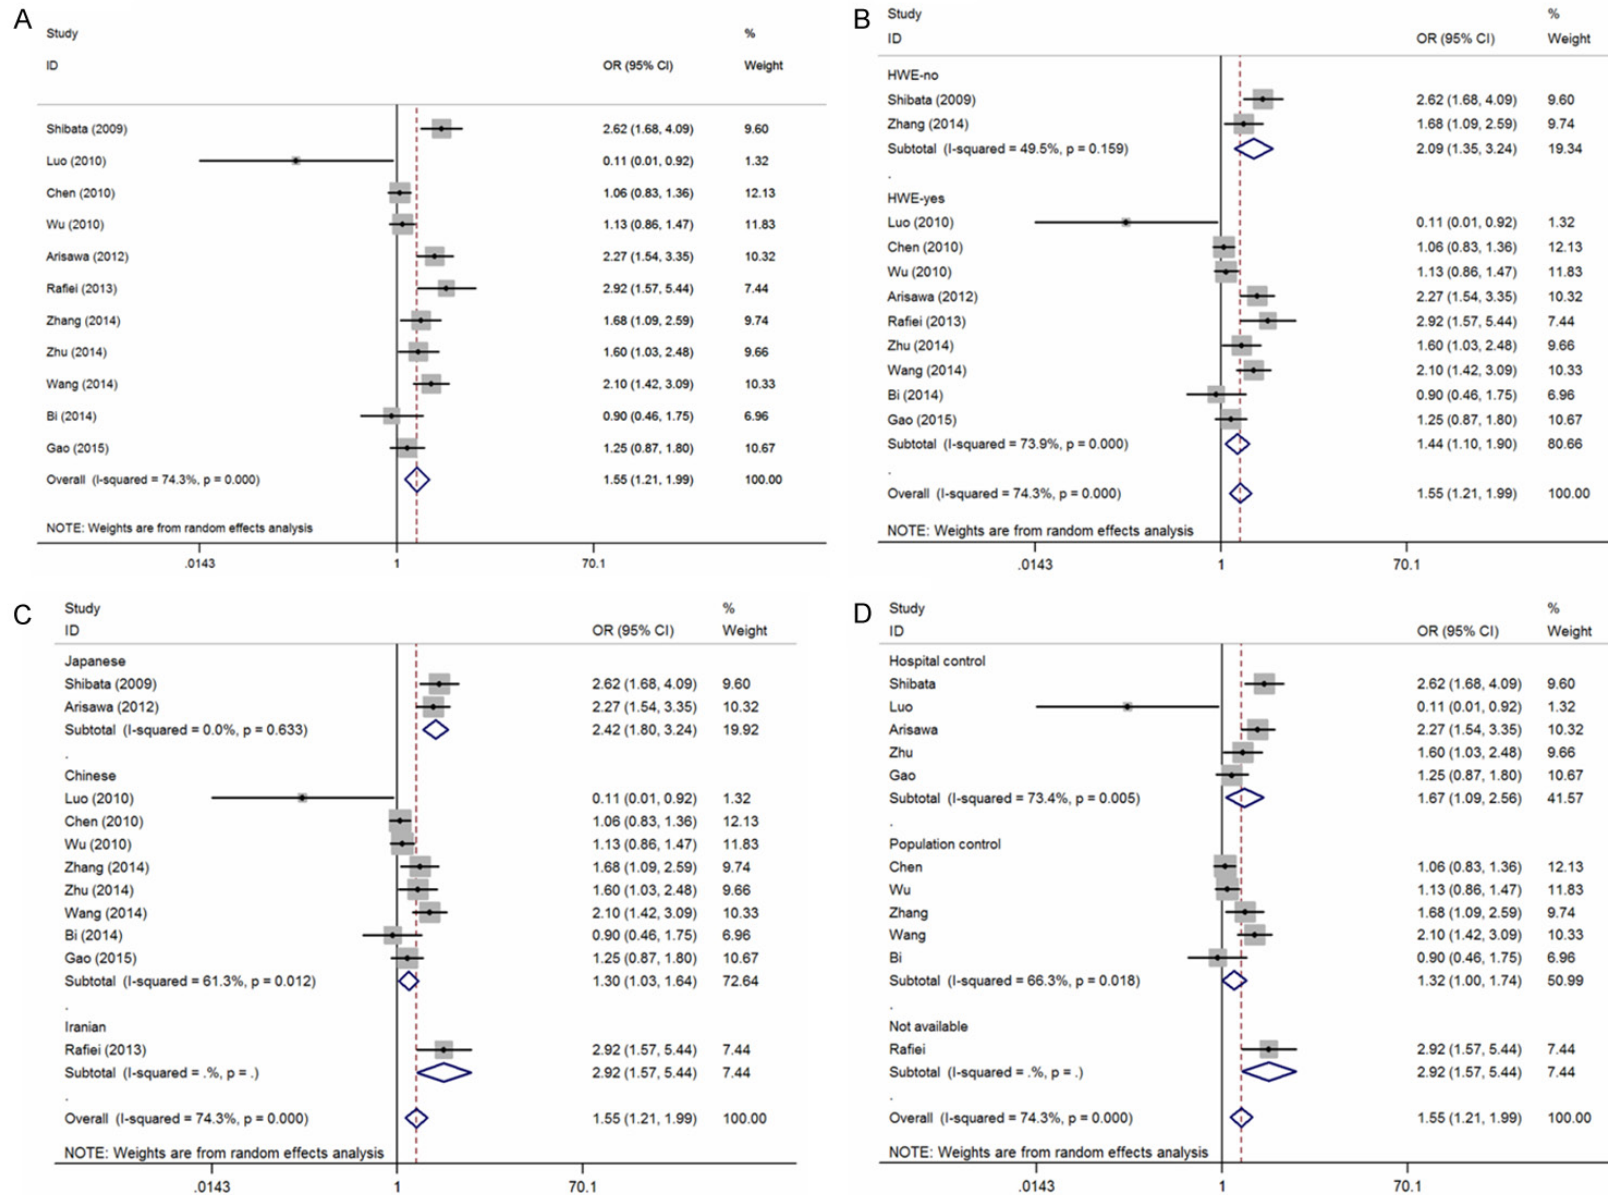 A
Study %
ID OR (95% CI) Weight
Shibata (2009) 2.62 (1.68, 4.09) 9.60
Luo (2010) 0.11 (0.01, 0.92) 1.32
Chen (2010) 1.06 (0.83, 1.36) 12.13
Wu (2010) 1.13 (0.86, 1.47) 11.83
Arisawa (2012) 2.27 (1.54, 3.35) 10.32
Rafiei (2013) 2.92 (1.57, 5.44) 7.44
Zhang (2014) 1.68 (1.09, 2.59) 9.74
Zhu (2014) 1.60 (1.03, 2.48) 9.66
Wang (2014) 2.10 (1.42, 3.09) 10.33
Bi (2014) 0.90 (0.46, 1.75) 6.96
Gao (2015) 1.25 (0.87, 1.80) 10.67
Overall (I-squared = 74.3%, p = 0.000) 1.55 (1.21, 1.99) 100.00
NOTE: Weights are from random effects analysis
.0143 1 70.1
B
Study %
ID OR (95% CI) Weight
HWE-no
Shibata (2009) 2.62 (1.68, 4.09) 9.60
Zhang (2014) 1.68 (1.09, 2.59) 9.74
Subtotal (I-squared = 49.5%, p = 0.159) 2.09 (1.35, 3.24) 19.34
.
HWE-yes
Luo (2010) 0.11 (0.01, 0.92) 1.32
Chen (2010) 1.06 (0.83, 1.36) 12.13
Wu (2010) 1.13 (0.86, 1.47) 11.83
Arisawa (2012) 2.27 (1.54, 3.35) 10.32
Rafiei (2013) 2.92 (1.57, 5.44) 7.44
Zhu (2014) 1.60 (1.03, 2.48) 9.66
Wang (2014) 2.10 (1.42, 3.09) 10.33
Bi (2014) 0.90 (0.46, 1.75) 6.96
Gao (2015) 1.25 (0.87, 1.80) 10.67
Subtotal (I-squared = 73.9%, p = 0.000) 1.44 (1.10, 1.90) 80.66
.
Overall (I-squared = 74.3%, p = 0.000) 1.55 (1.21, 1.99) 100.00
NOTE: Weights are from random effects analysis
.0143 1 70.1
C
Study %
ID OR (95% CI) Weight
Japanese
Shibata (2009) 2.62 (1.68, 4.09) 9.60
Arisawa (2012) 2.27 (1.54, 3.35) 10.32
Subtotal (I-squared = 0.0%, p = 0.633) 2.42 (1.80, 3.24) 19.92
.
Chinese
Luo (2010) 0.11 (0.01, 0.92) 1.32
Chen (2010) 1.06 (0.83, 1.36) 12.13
Wu (2010) 1.13 (0.86, 1.47) 11.83
Zhang (2014) 1.68 (1.09, 2.59) 9.74
Zhu (2014) 1.60 (1.03, 2.48) 9.66
Wang (2014) 2.10 (1.42, 3.09) 10.33
Bi (2014) 0.90 (0.46, 1.75) 6.96
Gao (2015) 1.25 (0.87, 1.80) 10.67
Subtotal (I-squared = 61.3%, p = 0.012) 1.30 (1.03, 1.64) 72.64
.
Iranian
Rafiei (2013) 2.92 (1.57, 5.44) 7.44
Subtotal (I-squared = .%, p = .) 2.92 (1.57, 5.44) 7.44
.
Overall (I-squared = 74.3%, p = 0.000) 1.55 (1.21, 1.99) 100.00
NOTE: Weights are from random effects analysis
.0143 1 70.1
D
Study %
ID OR (95% CI) Weight
Hospital control
Shibata 2.62 (1.68, 4.09) 9.60
Luo 0.11 (0.01, 0.92) 1.32
Arisawa 2.27 (1.54, 3.35) 10.32
Zhu 1.60 (1.03, 2.48) 9.66
Gao 1.25 (0.87, 1.80) 10.67
Subtotal (I-squared = 73.4%, p = 0.005) 1.67 (1.09, 2.56) 41.57
.
Population control
Chen 1.06 (0.83, 1.36) 12.13
Wu 1.13 (0.86, 1.47) 11.83
Zhang 1.68 (1.09, 2.59) 9.74
Wang 2.10 (1.42, 3.09) 10.33
Bi 0.90 (0.46, 1.75) 6.96
Subtotal (I-squared = 66.3%, p = 0.018) 1.32 (1.00, 1.74) 50.99
.
Not available
Rafiei 2.92 (1.57, 5.44) 7.44
Subtotal (I-squared = .%, p = .) 2.92 (1.57, 5.44) 7.44
.
Overall (I-squared = 74.3%, p = 0.000) 1.55 (1.21, 1.99) 100.00
NOTE: Weights are from random effects analysis
.0143 1 70.1